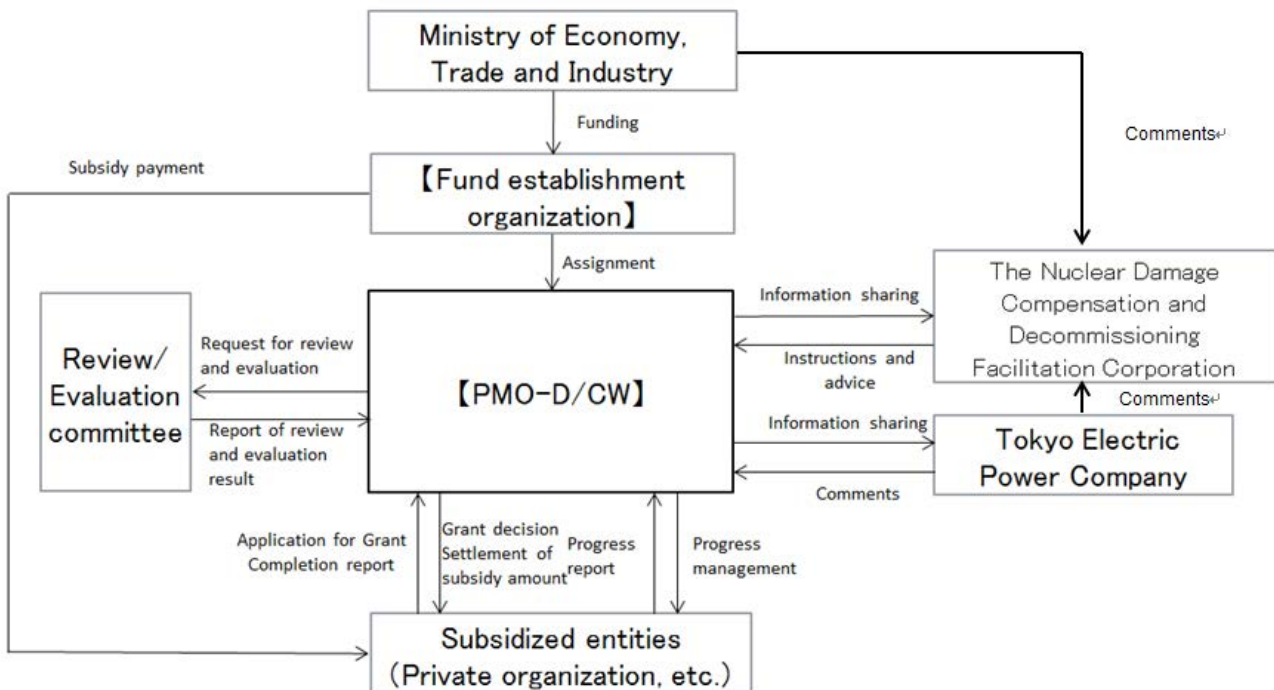 Ministry of Economy,
Trade and Industry
Funding
Comments↵
Subsidy payment
【Fund establishment
organization】
Assignment
The Nuclear Damage
Compensation and
Decommissioning
Facilitation Corporation
Information sharing
Instructions and
advice
Review/
Evaluation
committee
Request for review
and evaluation
Report of review
and evaluation
result
【PMO-D/CW】
Comments↵
Information sharing
Tokyo Electric
Power Company
Comments
Application for Grant
Completion report
Grant decision
Settlement of
subsidy amount
Progress
report
Progress
management
Subsidized entities
(Private organization, etc.)